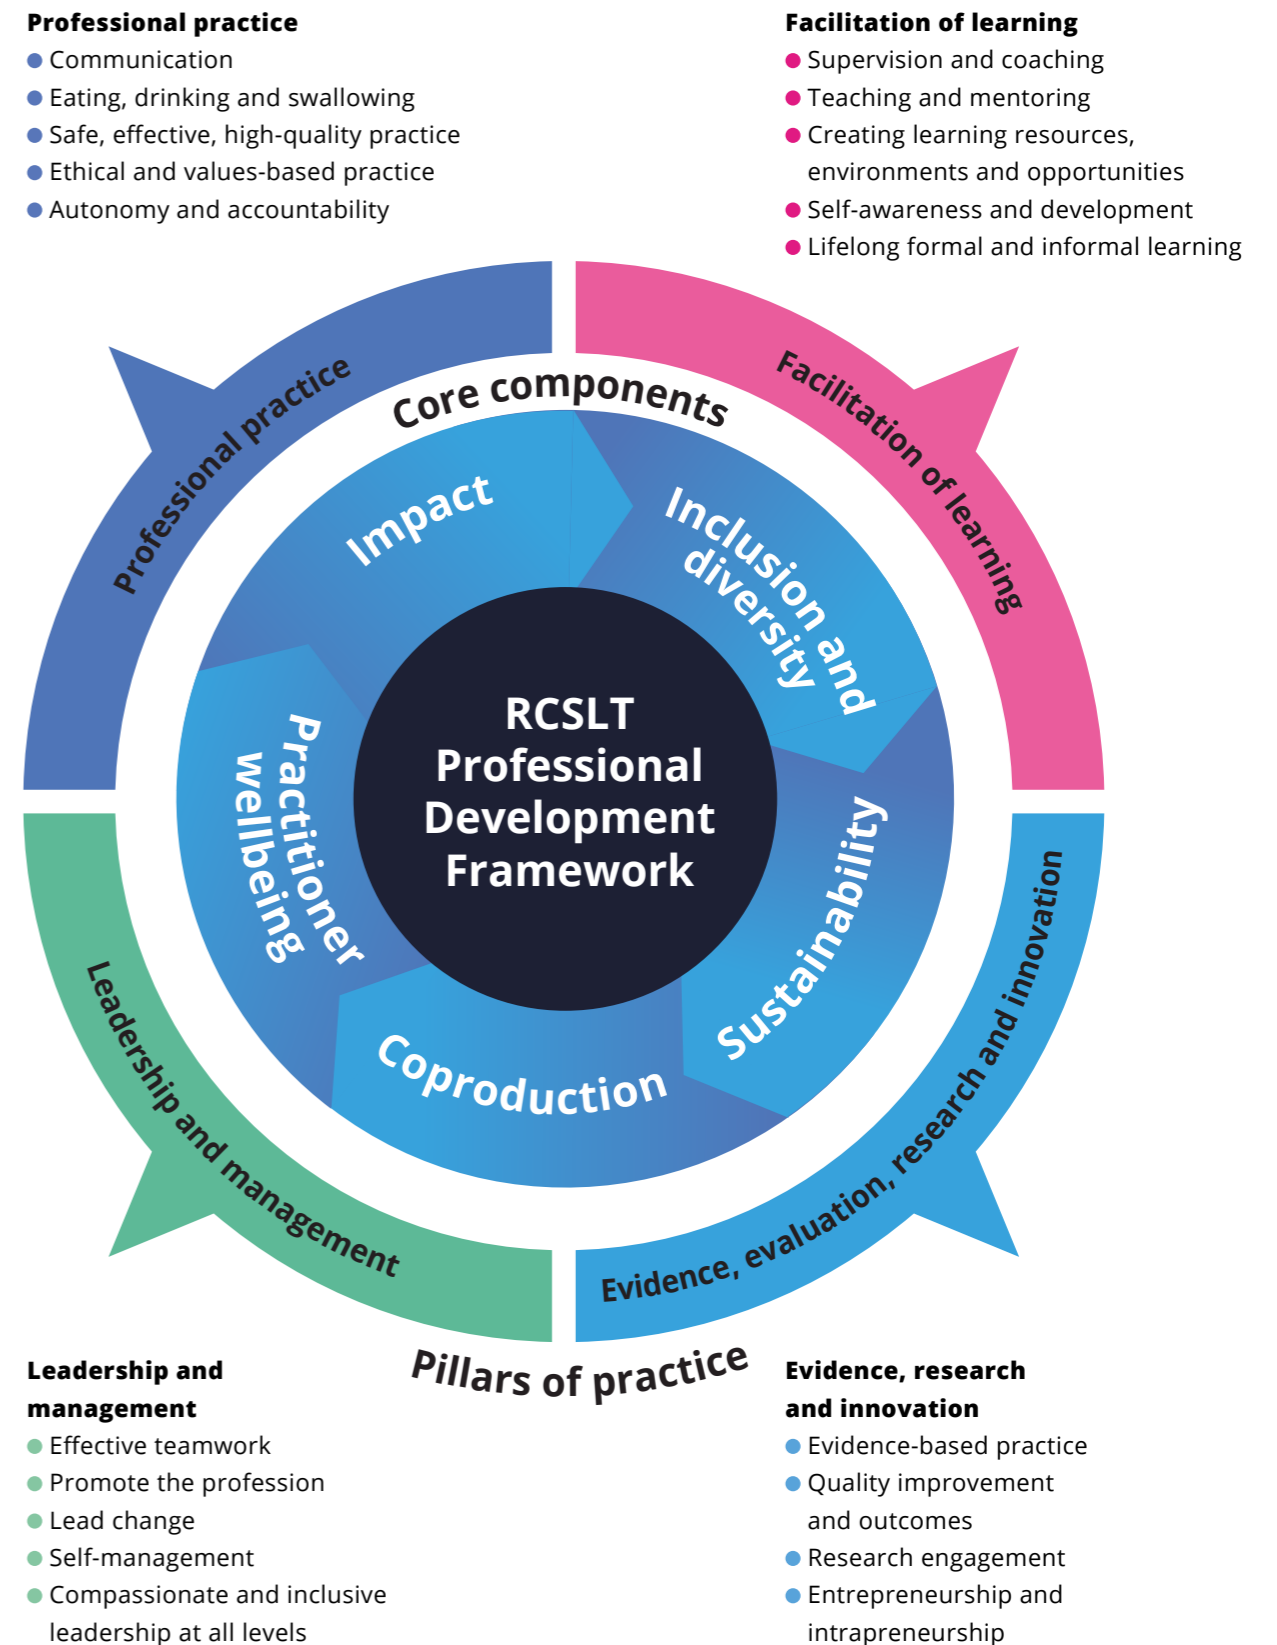 Professional practice
Communication
Eating, drinking and swallowing
Safe, effective, high-quality practice
Ethical and values-based practice
Autonomy and accountability
Facilitation of learning
Supervision and coaching
Teaching and mentoring
Creating learning resources,
environments and opportunities
Self-awareness and development
Lifelong formal and informal learning
Professional practice
Facilitation of learning
Core components
Impact
Inclusion and
diversity
Sustainability
Coproduction
Practitioner
wellbeing
RCSLT
Professional
Development
Framework
Leadership and management
Evidence, evaluation, research and innovation
Pillars of practice
Leadership and
management
Effective teamwork
Promote the profession
Lead change
Self-management
Compassionate and inclusive
leadership at all levels
Evidence, research
and innovation
Evidence-based practice
Quality improvement
and outcomes
Research engagement
Entrepreneurship and
intrapreneurship